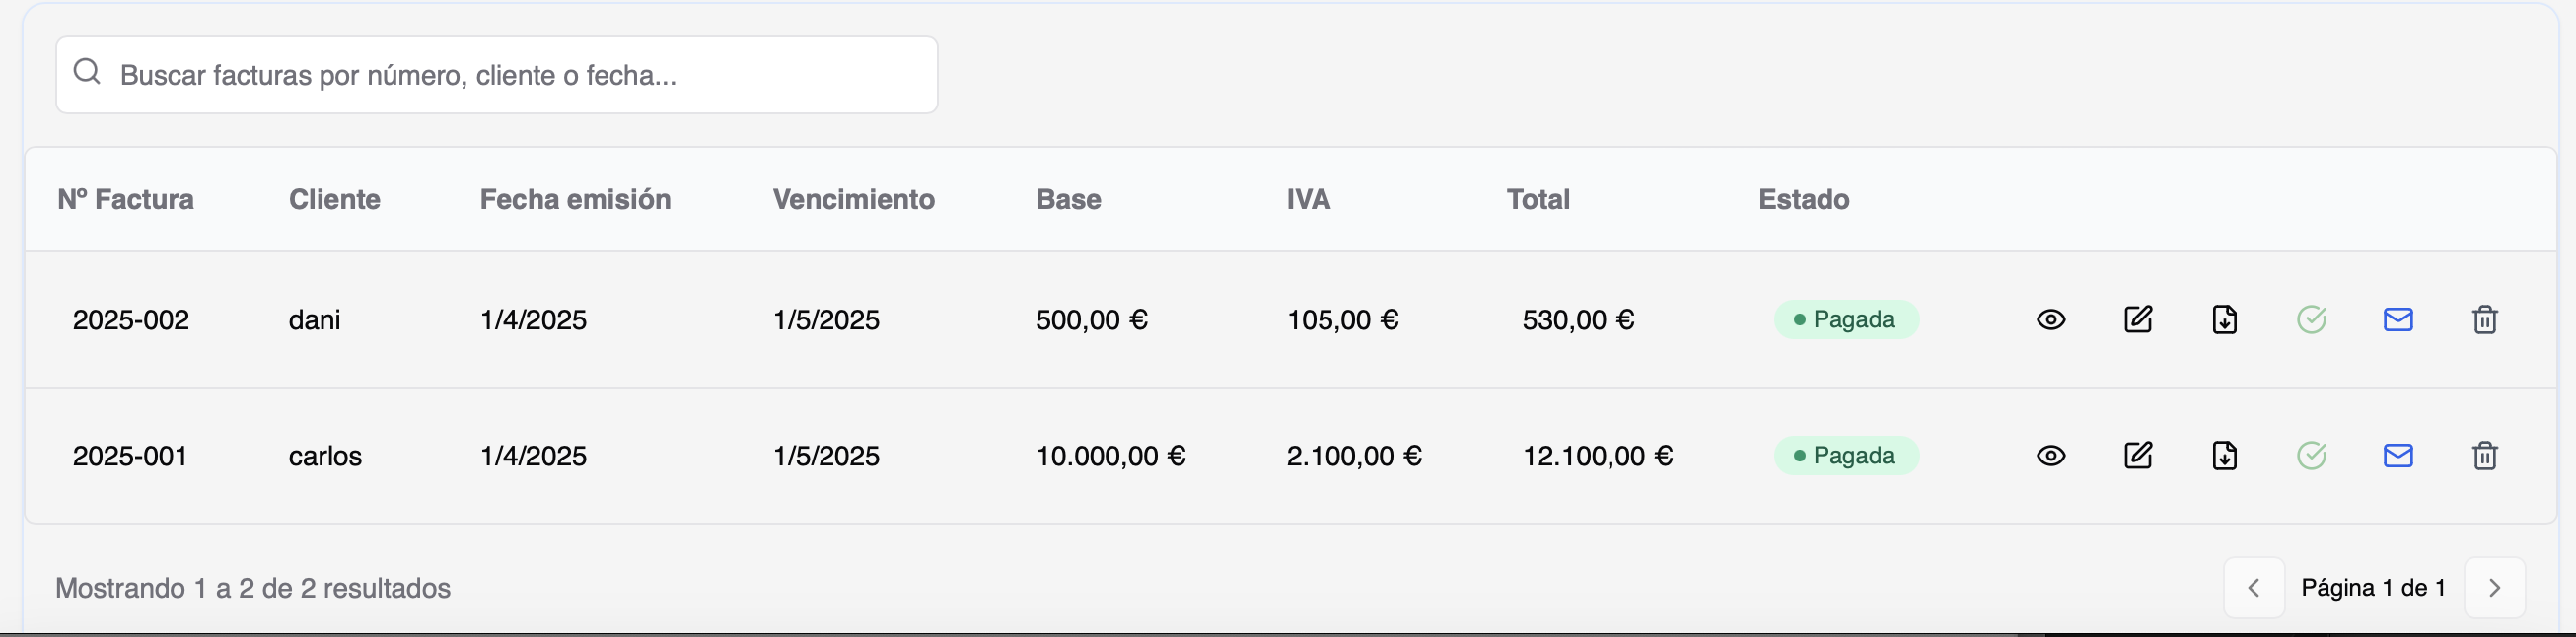 Buscar facturas por número, cliente o fecha...
Nº Factura Cliente Fecha emisión Vencimiento Base IVA Total Estado
2025-002 dani 1/4/2025 1/5/2025 500,00 € 105,00 € 530,00 € Pagada
2025-001 carlos 1/4/2025 1/5/2025 10.000,00 € 2.100,00 € 12.100,00 € Pagada
Mostrando 1 a 2 de 2 resultados Página 1 de 1